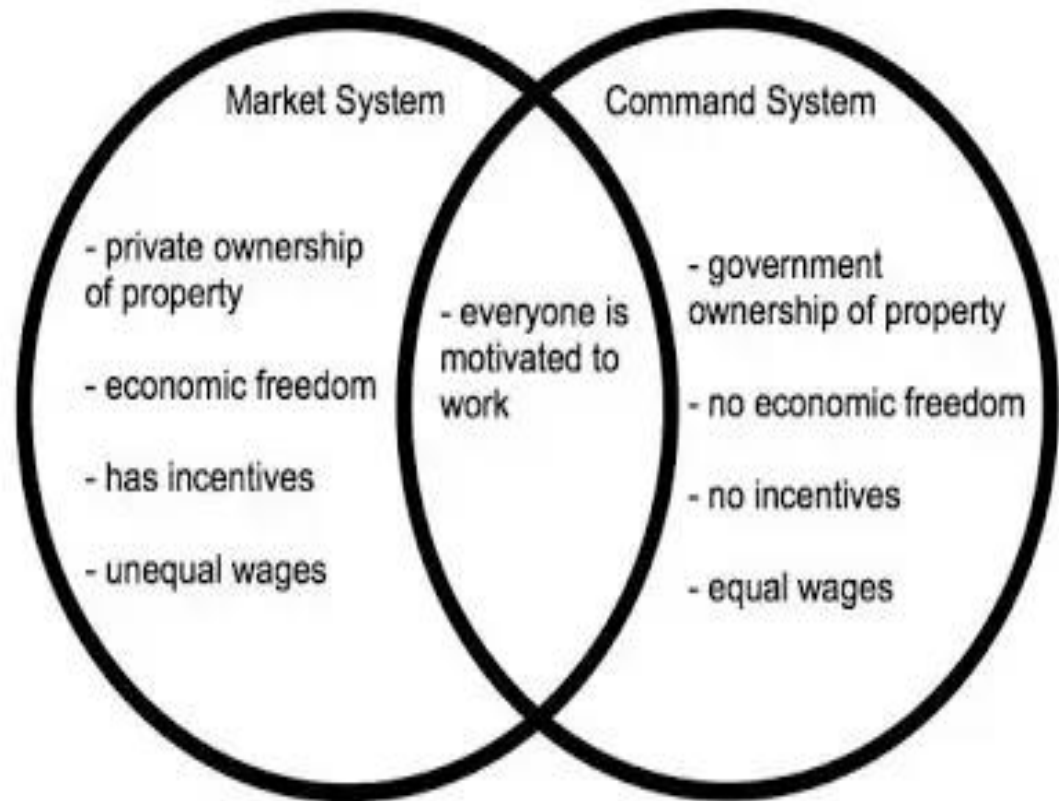 Market System
- private ownership
of property
- economic freedom
- has incentives
- unequal wages
- everyone is
motivated to
work
Command System
- government
ownership of property
- no economic freedom
- no incentives
- equal wages